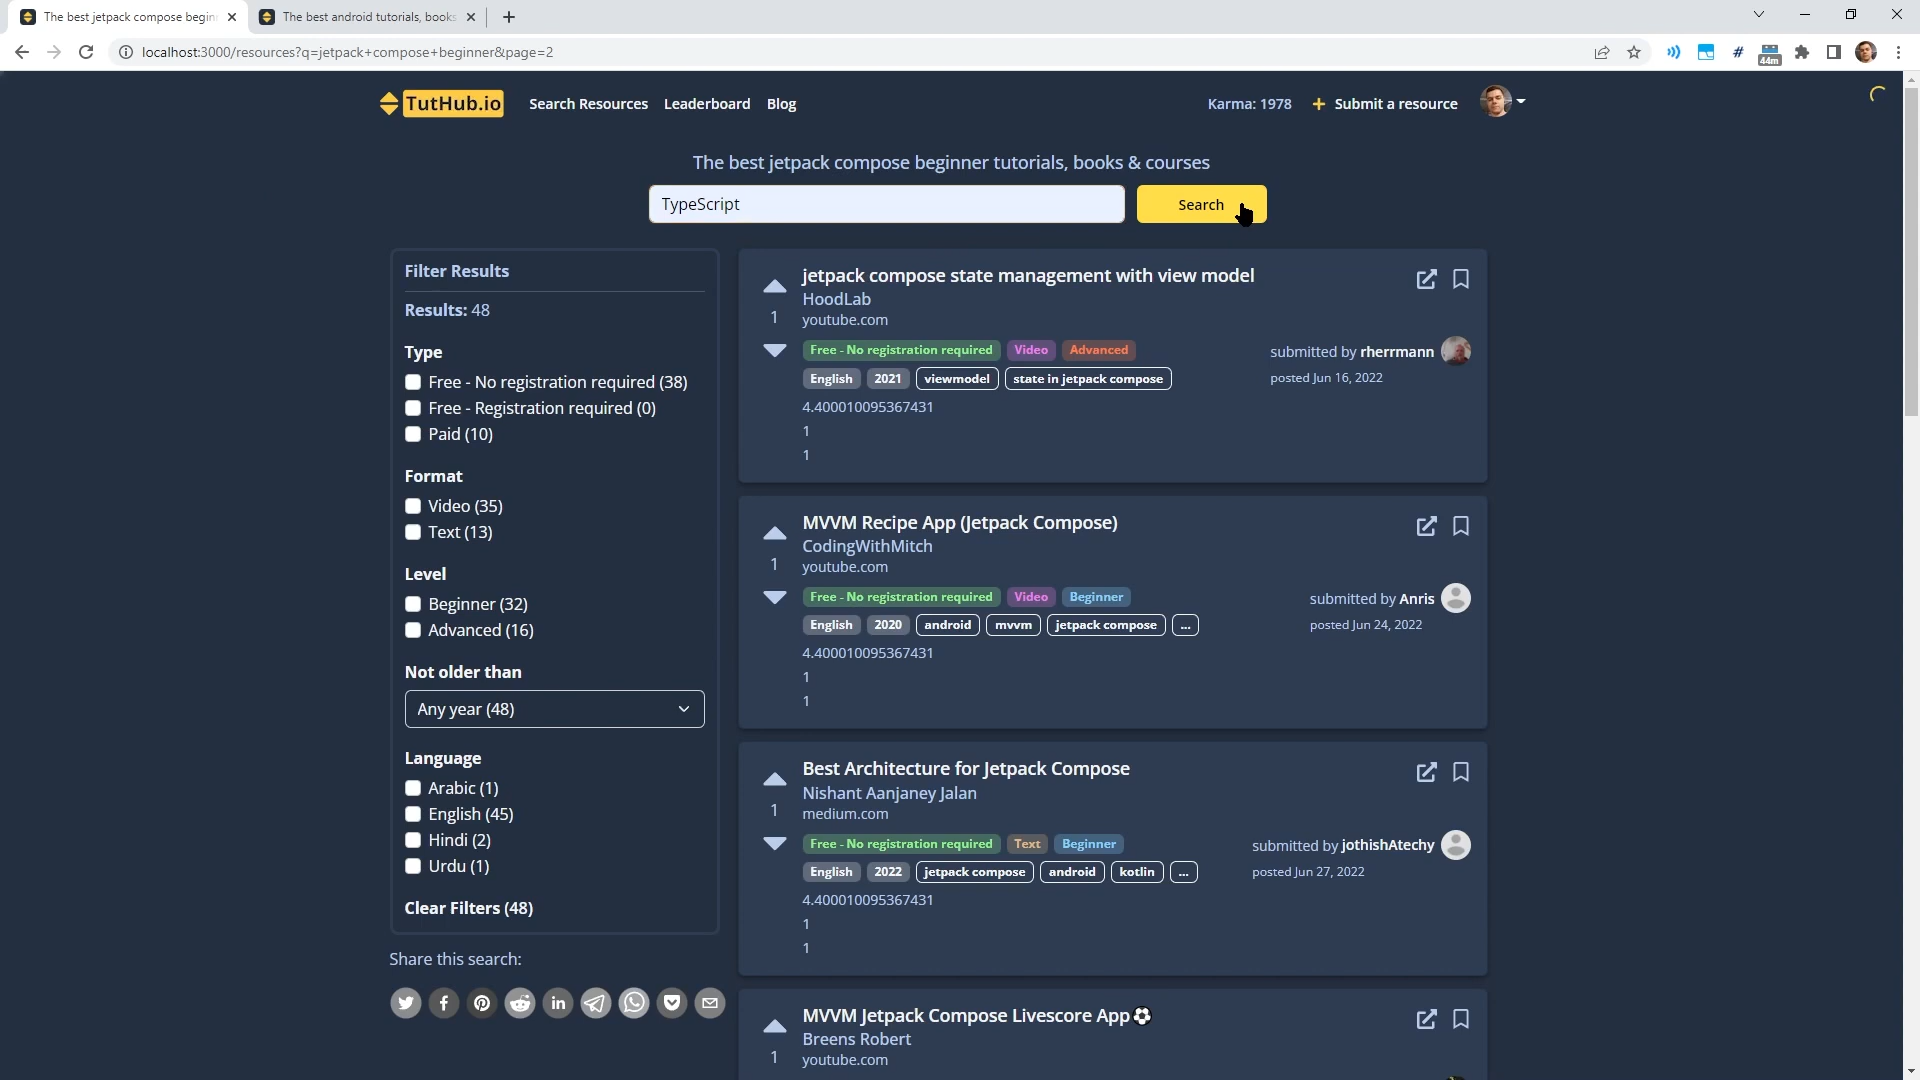 The best jetpack compose begin
The best android tutorials, books
localhost:3000/resources?q=jetpack+compose+beginner&page=2
#
44m
TutHub.io
Search Resources
Leaderboard
Blog
Karma: 1978
+ Submit a resource
The best jetpack compose beginner tutorials, books & courses
TypeScript
Search
Filter Results
Results: 48
Type
Free - No registration required (38)
Free - Registration required (0)
Paid (10)
Format
Video (35)
Text (13)
Level
Beginner (32)
Advanced (16)
Not older than
Any year (48)
Language
Arabic (1)
English (45)
Hindi (2)
Urdu (1)
Clear Filters (48)
Share this search:
jetpack compose state management with view model
HoodLab
1
youtube.com
Free - No registration required Video Advanced
submitted by rherrmann
English 2021 viewmodel state in jetpack compose
posted Jun 16, 2022
4.400010095367431
1
1
MVVM Recipe App (Jetpack Compose)
CodingWithMitch
1
youtube.com
Free - No registration required Video Beginner
submitted by Anris
English 2020 android mvvm jetpack compose ...
posted Jun 24, 2022
4.400010095367431
1
1
Best Architecture for Jetpack Compose
Nishant Aanjaney Jalan
1
medium.com
Free - No registration required Text Beginner
submitted by jothishAtechy
English 2022 jetpack compose android kotlin ...
posted Jun 27, 2022
4.400010095367431
1
1
MVVM Jetpack Compose Livescore App⚽
Breens Robert
1
youtube.com